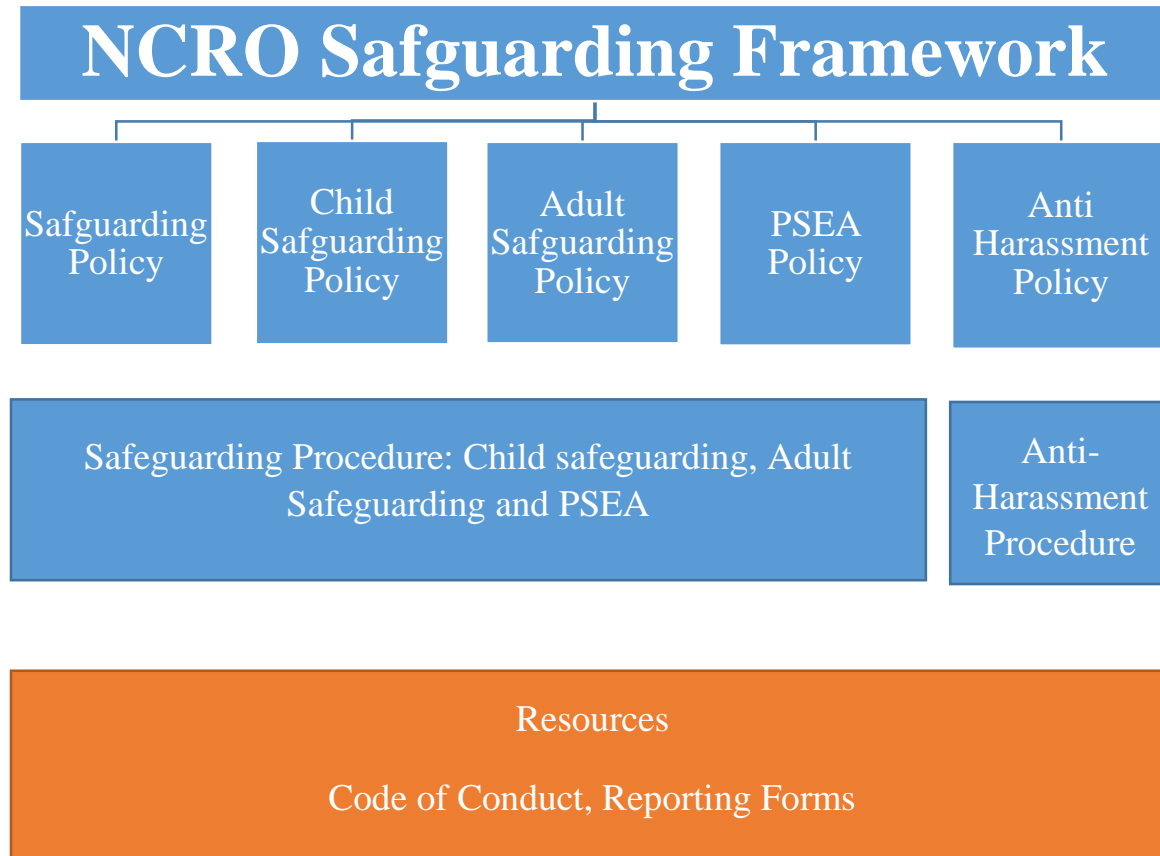 NCRO Safguarding Framework
Safguarding
Policy
Child
Safguarding
Policy
Adult
Safguarding
Policy
PSEA
Policy
Anti
Harassment
Policy
Safeguarding Procedure: Child safeguarding, Adult
Safeguarding and PSEA
Anti-
Harassment
Procedure
Resources
Code of Conduct, Reporting Forms